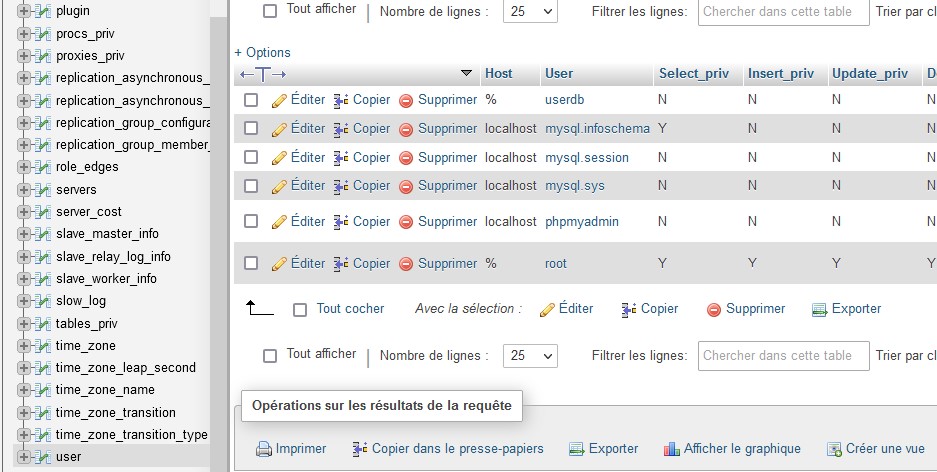 plugin
procs_priv
proxies_priv
replication_asynchronous_
replication_asynchronous_
replication_group_configura
replication_group_member_
role_edges
servers
server_cost
slave_master_info
slave_relay_log_info
slave_worker_info
slow_log
tables_priv
time_zone
time_zone_leap_second
time_zone_name
time_zone_transition
time_zone_transition_type
user
Tout afficher | Nombre de lignes : 25 Filtrer les lignes: Chercher dans cette table Trier par cl
+ Options
←T→ Host User Select_priv Insert_priv Update_priv D
Éditer Copier Supprimer % userdb N N N N
Éditer Copier Supprimer localhost mysql.infoschema Y N N N
Éditer Copier Supprimer localhost mysql.session N N N N
Éditer Copier Supprimer localhost mysql.sys N N N N
Éditer Copier Supprimer localhost phpmyadmin N N N N
Éditer Copier Supprimer % root Y Y Y Y
Tout cocher Avec la sélection : Éditer Copier Supprimer Exporter
Tout afficher | Nombre de lignes : 25 Filtrer les lignes: Chercher dans cette table Trier par cl
Opérations sur les résultats de la requête
Imprimer Copier dans le presse-papiers Exporter Afficher le graphique Créer une vue